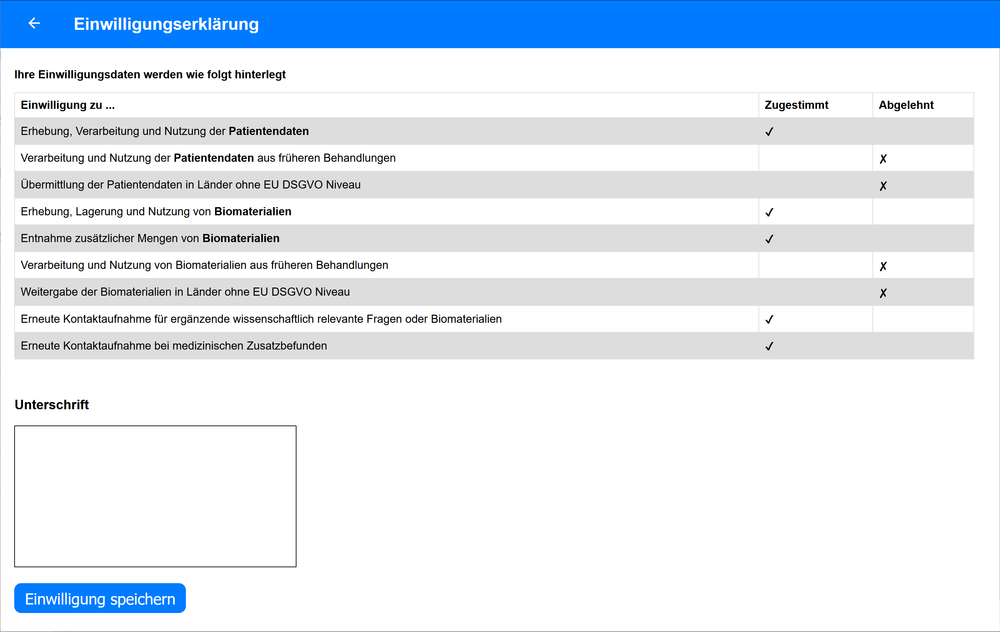 Einwilligungserklärung
Ihre Einwilligungsdaten werden wie folgt hinterlegt
Einwilligung zu ... Zugestimmt Abgelehnt
Erhebung, Verarbeitung und Nutzung der Patientendaten ✓
Verarbeitung und Nutzung der Patientendaten aus früheren Behandlungen ✗
Übermittlung der Patientendaten in Länder ohne EU DSGVO Niveau ✗
Erhebung, Lagerung und Nutzung von Biomaterialien ✓
Entnahme zusätzlicher Mengen von Biomaterialien ✓
Verarbeitung und Nutzung von Biomaterialien aus früheren Behandlungen ✗
Weitergabe der Biomaterialien in Länder ohne EU DSGVO Niveau ✗
Erneute Kontaktaufnahme für ergänzende wissenschaftlich relevante Fragen oder Biomaterialien ✓
Erneute Kontaktaufnahme bei medizinischen Zusatzbefunden ✓
Unterschrift
Einwilligung speichern